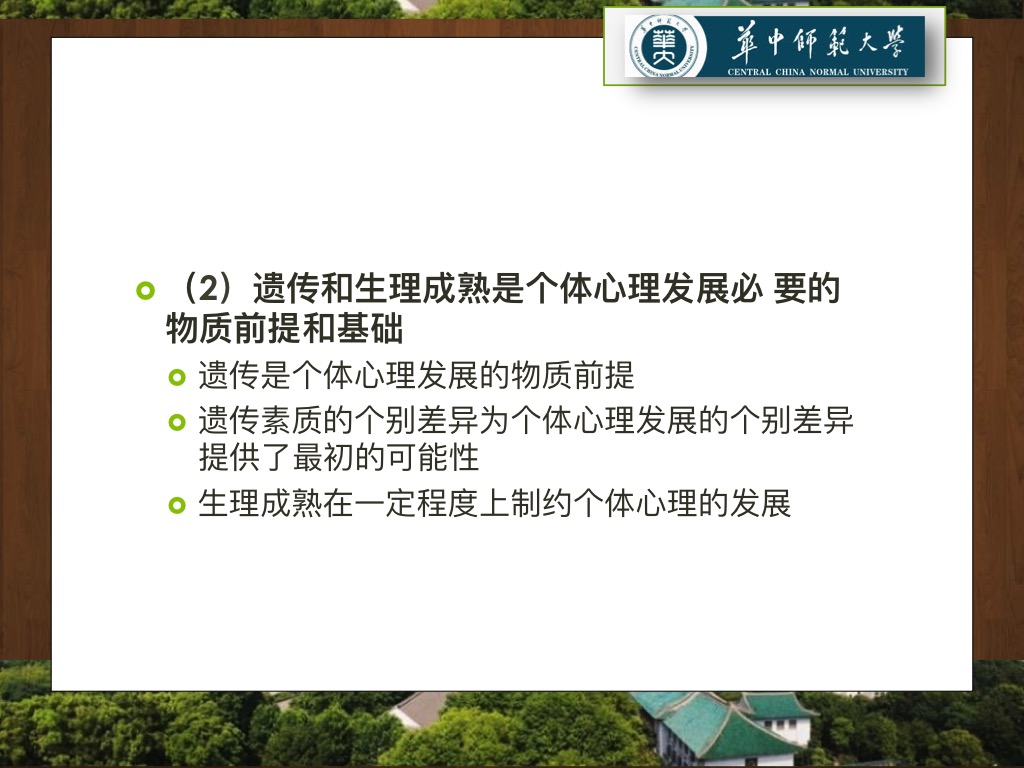 華中師範大學
CENTRAL CHINA NORMAL UNIVERSITY
（2）遗传和生理成熟是个体心理发展必 要的
物质前提和基础
遗传是个体心理发展的物质前提
遗传素质的个别差异为个体心理发展的个别差异
提供了最初的可能性
生理成熟在一定程度上制约个体心理的发展